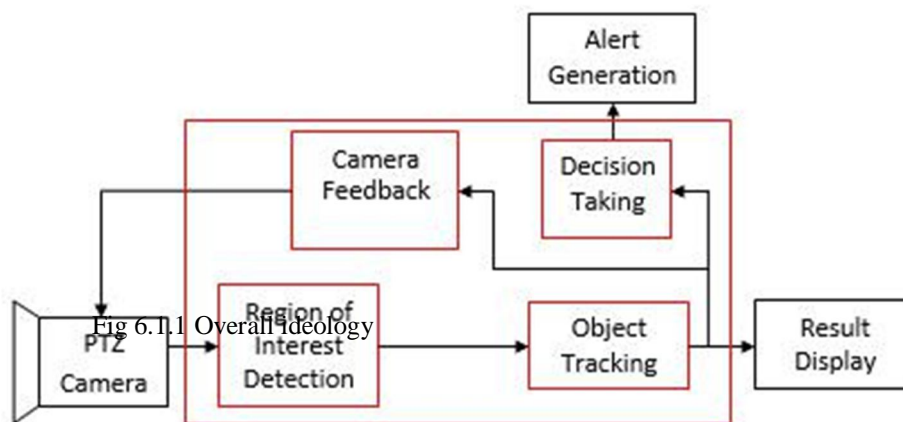 Alert
Generation
Camera
Feedback
Decision
Taking
Fig 6.1.1 Overall ideology
PTZ
Camera
Region of
Interest
Detection
Object
Tracking
Result
Display